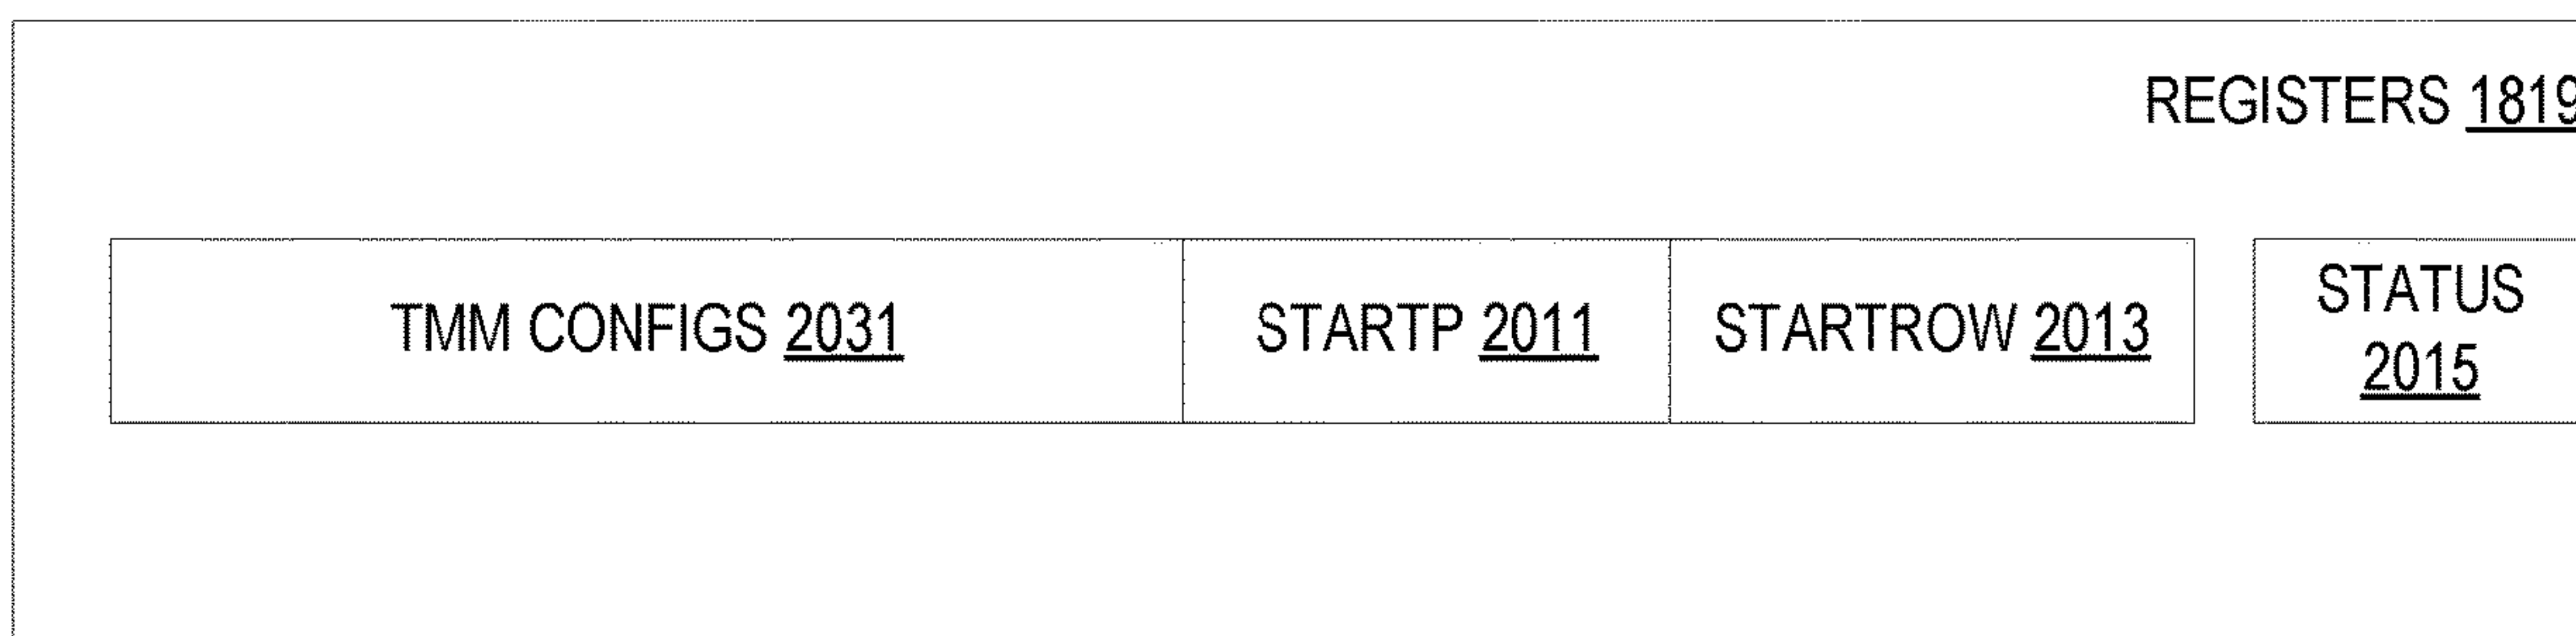 REGISTERS 1819
TMM CONFIGS 2031
STARTP 2011
STARTROW 2013
STATUS
2015